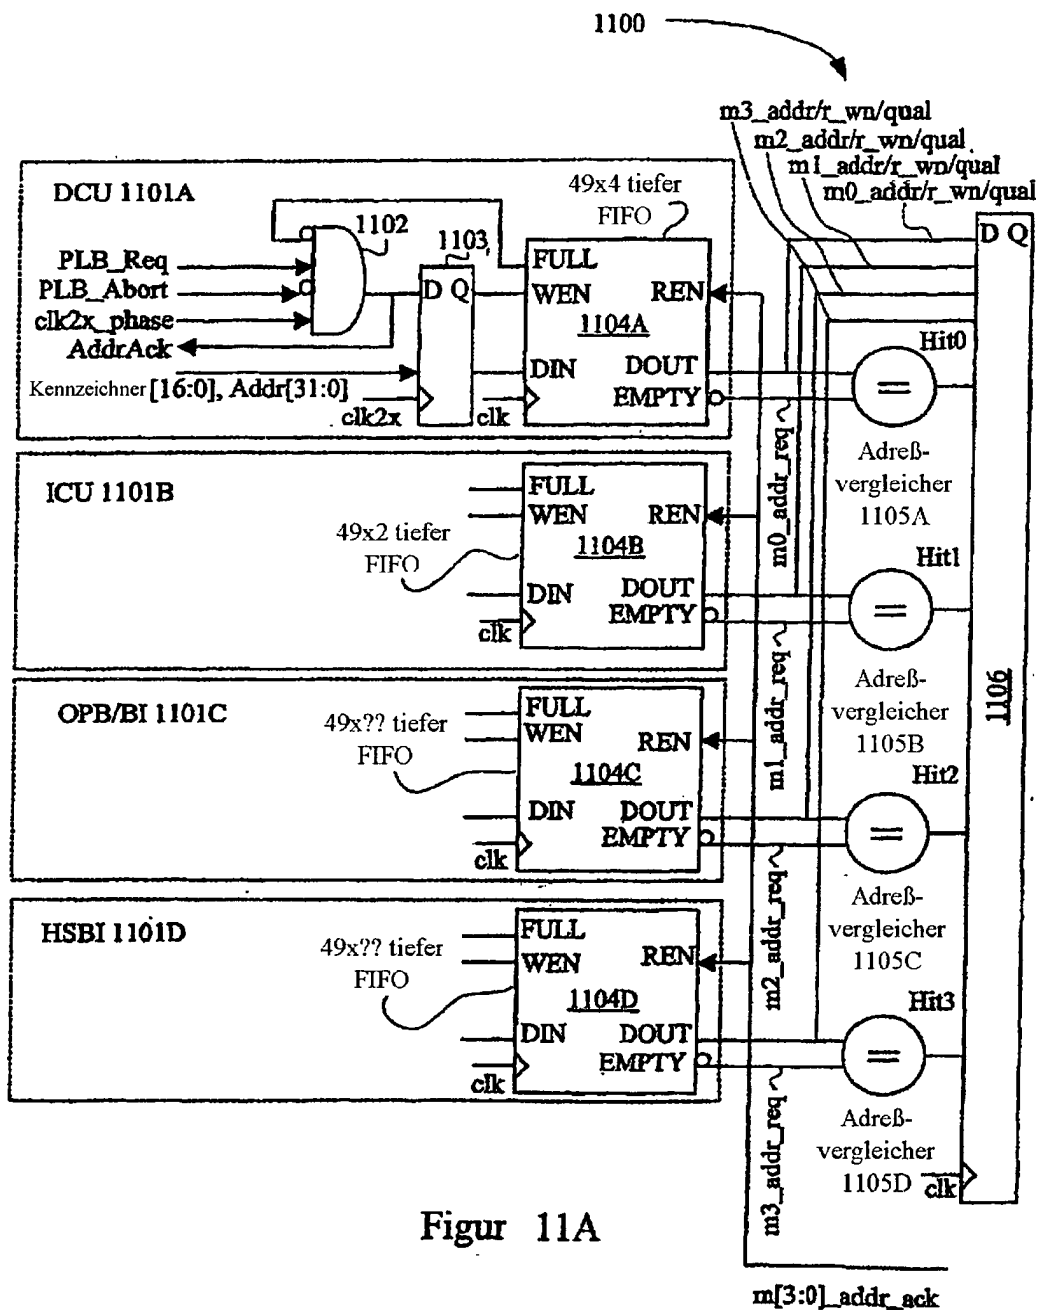 1100
m3_addr/r_wn/qual
m2_addr/r_wn/qual
m1_addr/r_wn/qual
m0_addr/r_wn/qual
DCU 1101A
49x4 tiefer
FIFO
1102
1103
PLB_Req
PLB_Abort
clk2x_phase
AddrAck
Kennzeichner [16:0], Addr[31:0]
clk2x
D Q
clk
FULL
WEN
REN
1104A
DIN
DOUT
EMPTY
m0_addr_req
Hit0
=
Adreß-
vergleicher
1105A
D Q
ICU 1101B
49x2 tiefer
FIFO
FULL
WEN
REN
1104B
DIN
DOUT
EMPTY
clk
m1_addr_req
Hit1
=
Adreß-
vergleicher
1105B
1106
OPB/BI 1101C
49x?? tiefer
FIFO
FULL
WEN
REN
1104C
DIN
DOUT
EMPTY
clk
m2_addr_req
Hit2
=
Adreß-
vergleicher
1105C
HSBI 1101D
49x?? tiefer
FIFO
FULL
WEN
REN
1104D
DIN
DOUT
EMPTY
clk
m3_addr_req
Hit3
=
Adreß-
vergleicher
1105D
clk
Figur 11A
m[3:0]_addr_ack